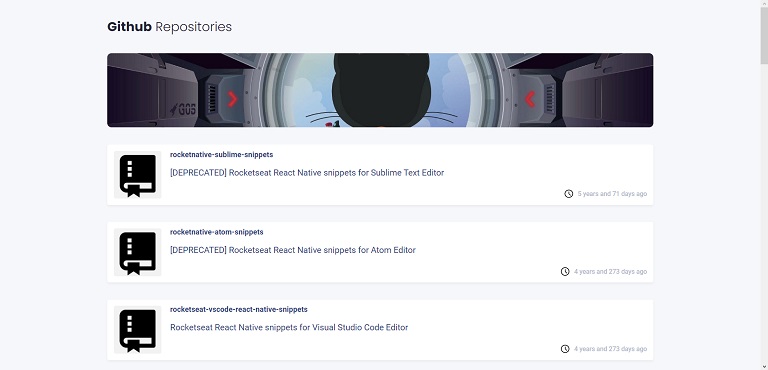 Github Repositories
G05
rocketnative-sublime-snippets
[DEPRECATED] Rocketseat React Native snippets for Sublime Text Editor
5 years and 71 days ago
rocketnative-atom-snippets
[DEPRECATED] Rocketseat React Native snippets for Atom Editor
4 years and 273 days ago
rocketseat-vscode-react-native-snippets
Rocketseat React Native snippets for Visual Studio Code Editor
4 years and 273 days ago